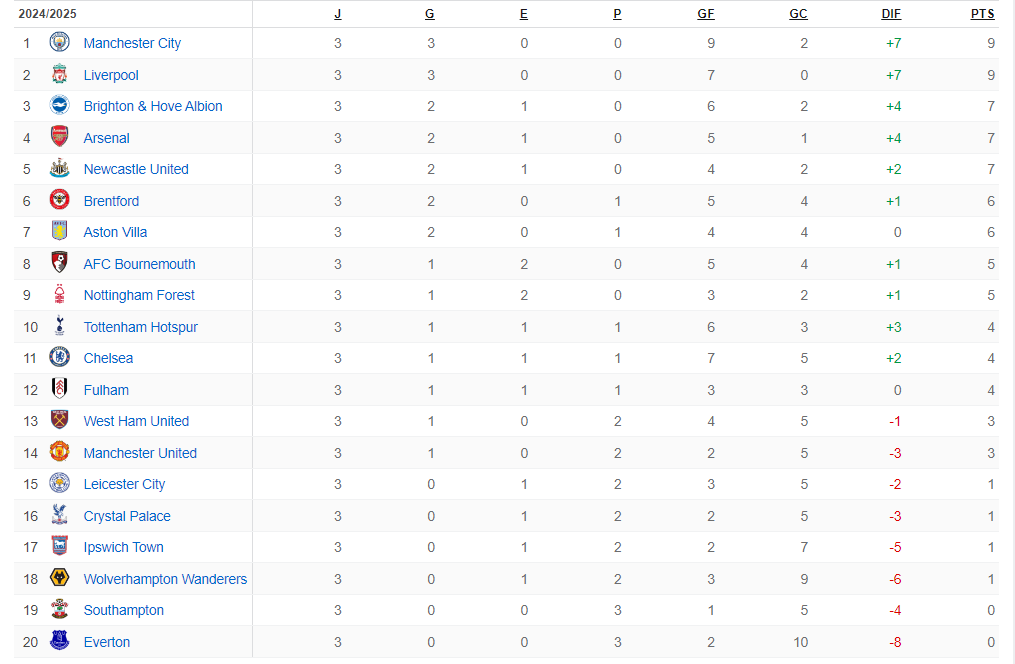 2024/2025 J G E P GF GC DIF PTS
1 Manchester City 3 3 0 0 9 2 +7 9
2 Liverpool 3 3 0 0 7 0 +7 9
3 Brighton & Hove Albion 3 2 1 0 6 2 +4 7
4 Arsenal 3 2 1 0 5 1 +4 7
5 Newcastle United 3 2 1 0 4 2 +2 7
6 Brentford 3 2 0 1 5 4 +1 6
7 Aston Villa 3 2 0 1 4 4 0 6
8 AFC Bournemouth 3 1 2 0 5 4 +1 5
9 Nottingham Forest 3 1 2 0 3 2 +1 5
10 Tottenham Hotspur 3 1 1 1 6 3 +3 4
11 Chelsea 3 1 1 1 7 5 +2 4
12 Fulham 3 1 1 1 3 3 0 4
13 West Ham United 3 1 0 2 4 5 -1 3
14 Manchester United 3 1 0 2 2 5 -3 3
15 Leicester City 3 0 1 2 3 5 -2 1
16 Crystal Palace 3 0 1 2 2 5 -3 1
17 Ipswich Town 3 0 1 2 2 7 -5 1
18 Wolverhampton Wanderers 3 0 1 2 3 9 -6 1
19 Southampton 3 0 0 3 1 5 -4 0
20 Everton 3 0 0 3 2 10 -8 0